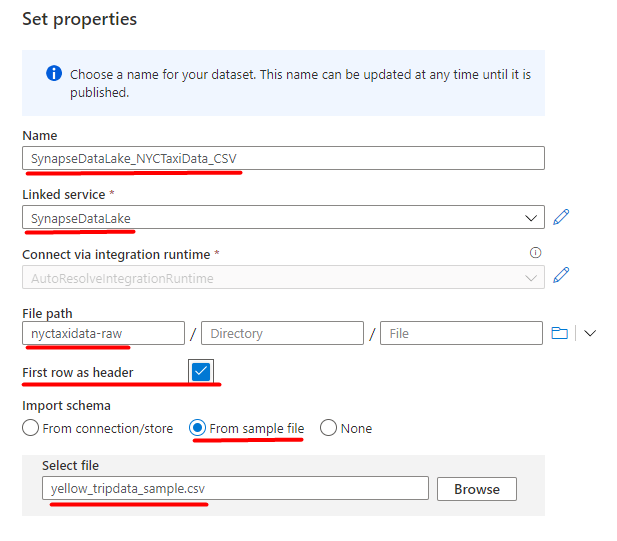 Set properties
Choose a name for your dataset. This name can be updated at any time until it is
published.
Name
SynapseDataLake_NYCTaxiData_CSV
Linked service *
SynapseDataLake
Connect via integration runtime *
AutoResolveIntegrationRuntime
File path
nyctaxidata-raw / Directory / File
First row as header
Import schema
From connection/store From sample file None
Select file
yellow_tripdata_sample.csv Browse